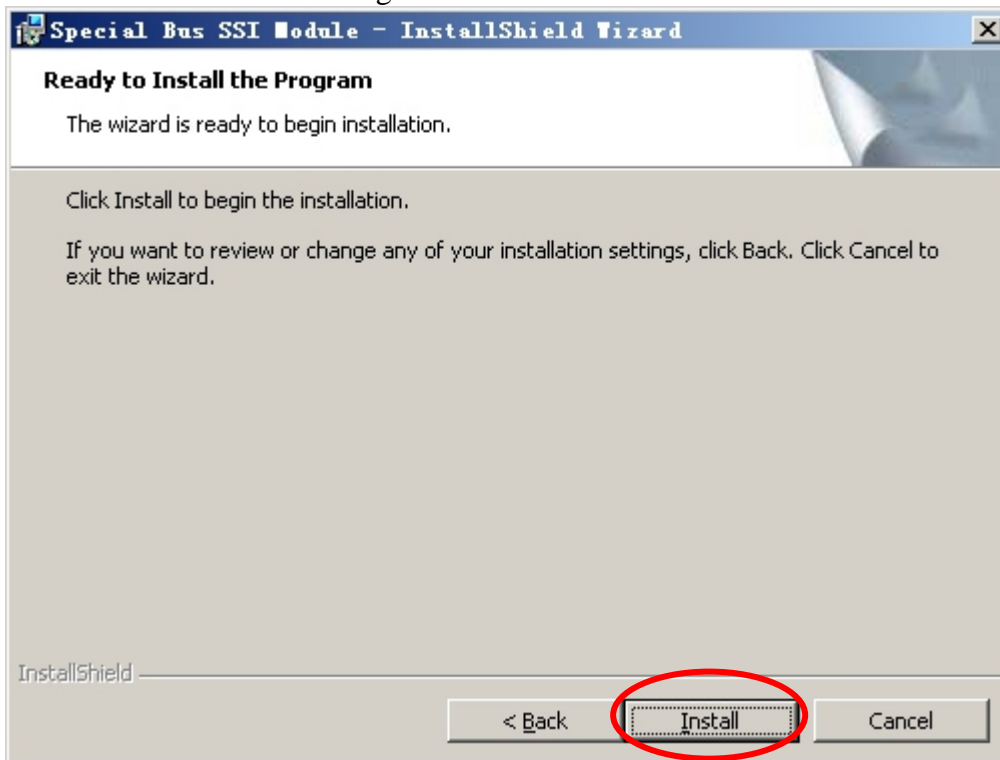 Special Bus SSI Module - InstallShield Wizard
Ready to Install the Program
The wizard is ready to begin installation.
Click Install to begin the installation.
If you want to review or change any of your installation settings, click Back. Click Cancel to
exit the wizard.
InstallShield
< Back Install Cancel